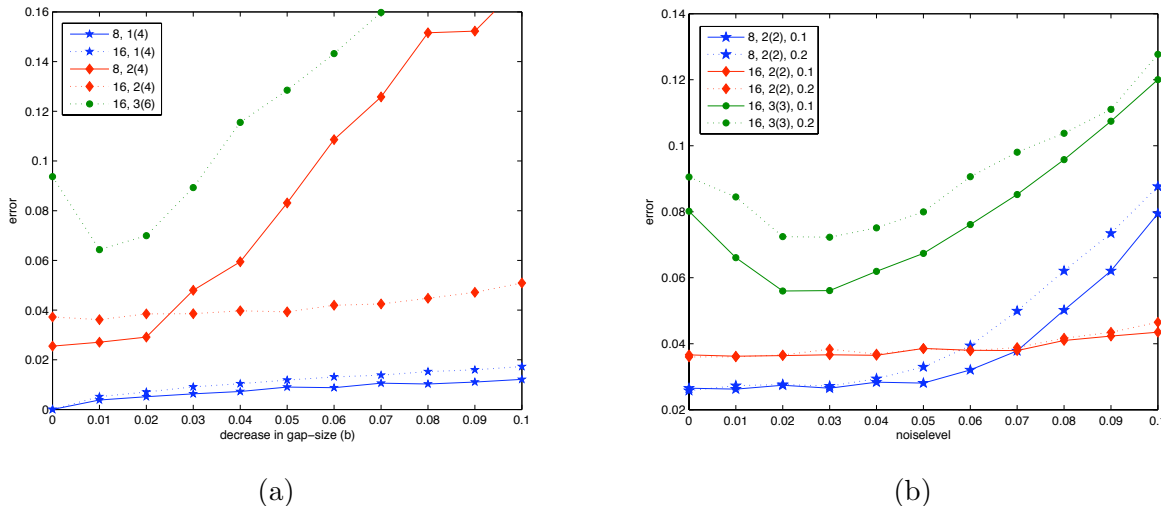 0.16
0.14
0.12
0.1
0.08
0.06
0.04
0.02
0
error
8, 1(4)
16, 1(4)
8, 2(4)
16, 2(4)
16, 3(6)
0 0.01 0.02 0.03 0.04 0.05 0.06 0.07 0.08 0.09 0.1
decrease in gap−size (b)
(a)
0.14
0.12
0.1
0.08
0.06
0.04
0.02
error
8, 2(2), 0.1
8, 2(2), 0.2
16, 2(2), 0.1
16, 2(2), 0.2
16, 3(3), 0.1
16, 3(3), 0.2
0 0.01 0.02 0.03 0.04 0.05 0.06 0.07 0.08 0.09 0.1
noiselevel
(b)